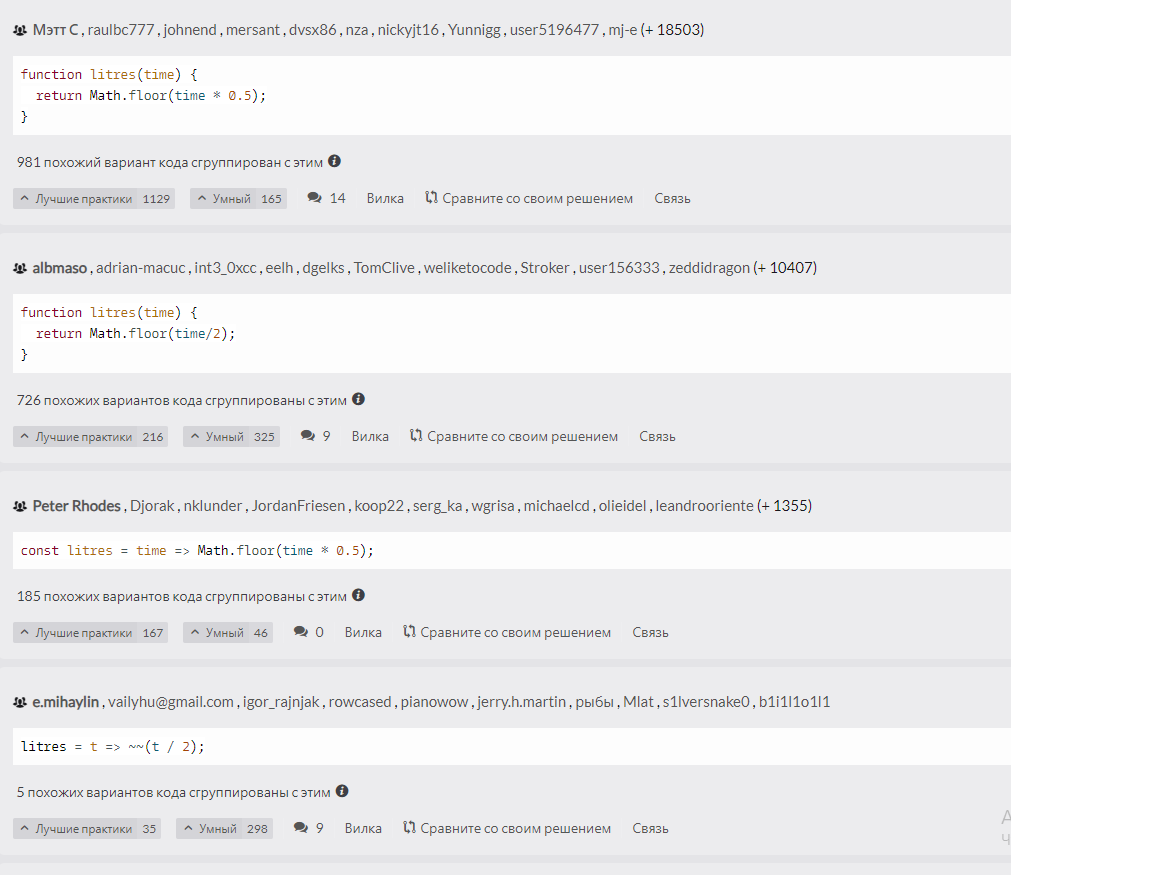 Мэтт С , raulbc777 , johnend , mersant , dvsx86 , nza , nickyjt16 , Yunnigg , user5196477 , mj-e (+ 18503)
function litres(time) {
return Math.floor(time * 0.5);
}
981 похожий вариант кода сгруппирован с этим
Лучшие практики 1129 Умный 165 14 Вилка Сравните со своим решением Связь
albmaso , adrian-macuc , int3_0xcc , eelh , dgelks , TomClive , weliketocode , Stroker , user156333 , zeddidragon (+ 10407)
function litres(time) {
return Math.floor(time/2);
}
726 похожих вариантов кода сгруппированы с этим
Лучшие практики 216 Умный 325 9 Вилка Сравните со своим решением Связь
Peter Rhodes , Djorak , nklunder , JordanFriesen , koop22 , serg_ka , wgrisa , michaelcd , olieidel , leandrooriente (+ 1355)
const litres = time => Math.floor(time * 0.5);
185 похожих вариантов кода сгруппированы с этим
Лучшие практики 167 Умный 46 0 Вилка Сравните со своим решением Связь
e.mihaylin , vailyhu@gmail.com , igor_rajnjak , rowcased , pianowow , jerry.h.martin , рыбы , Mlat , s1lversnake0 , b1i1l1o1l1
litres = t => ~~(t / 2);
5 похожих вариантов кода сгруппированы с этим
Лучшие практики 35 Умный 298 9 Вилка Сравните со своим решением Связь